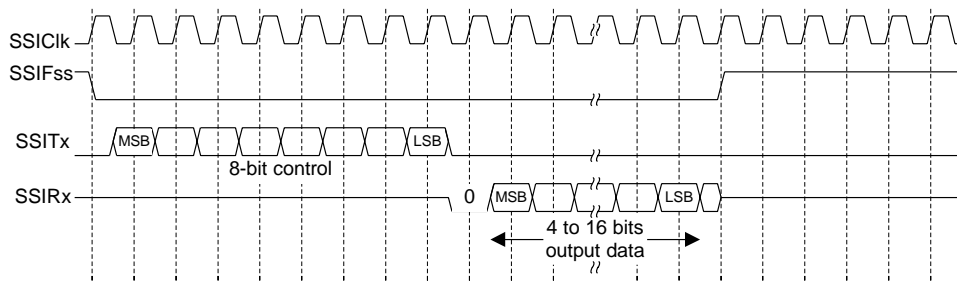 SSIClk
SSIFss
SSITx
MSB
LSB
8-bit control
SSIRx
0
MSB
LSB
4 to 16 bits
output data